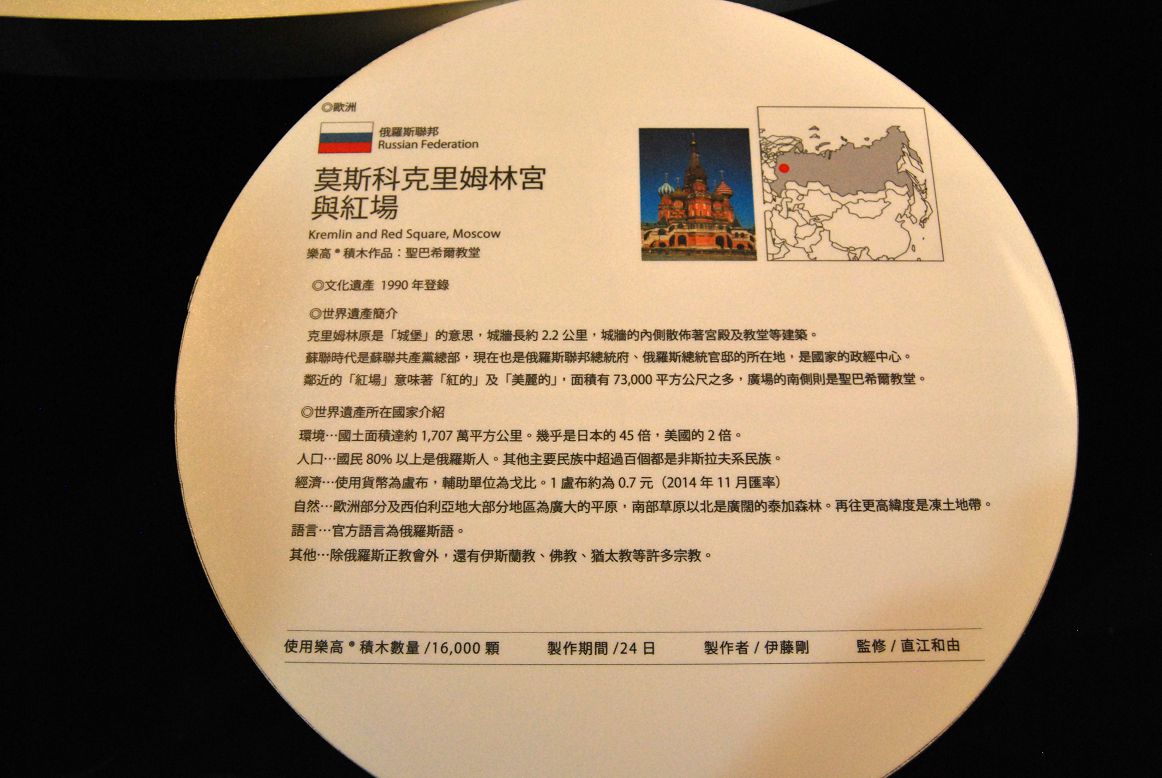 ◎歐洲
俄羅斯聯邦
Russian Federation
莫斯科克里姆林宮
與紅場
Kremlin and Red Square, Moscow
樂高®積木作品：聖巴希爾教堂
◎文化遺產 1990 年登錄
◎世界遺產簡介
克里姆林原是「城堡」的意思，城牆長約 2.2 公里，城牆的內側散佈著宮殿及教堂等建築。
蘇聯時代是蘇聯共產黨總部，現在也是俄羅斯聯邦總統府、俄羅斯總統官邸的所在地，是國家的政經中心。
鄰近的「紅場」意味著「紅的」及「美麗的」，面積有 73,000 平方公尺之多，廣場的南側則是聖巴希爾教堂。
◎世界遺產所在國家介紹
環境…國土面積達約 1,707 萬平方公里。幾乎是日本的 45 倍，美國的 2 倍。
人口…國民 80% 以上是俄羅斯人。其他主要民族中超過百個都是非斯拉夫系民族。
經濟…使用貨幣為盧布，輔助單位為戈比。1 盧布約為 0.7 元（2014 年 11 月匯率）
自然…歐洲部分及西伯利亞地大部分地區為廣大的平原，南部草原以北是廣闊的泰加森林。再往更高緯度是凍土地帶。
語言…官方語言為俄羅斯語。
其他…除俄羅斯正教會外，還有伊斯蘭教、佛教、猶太教等許多宗教。
使用樂高®積木數量 /16,000 顆 製作期間 /24 日 製作者 / 伊藤剛 監修 / 直江和由